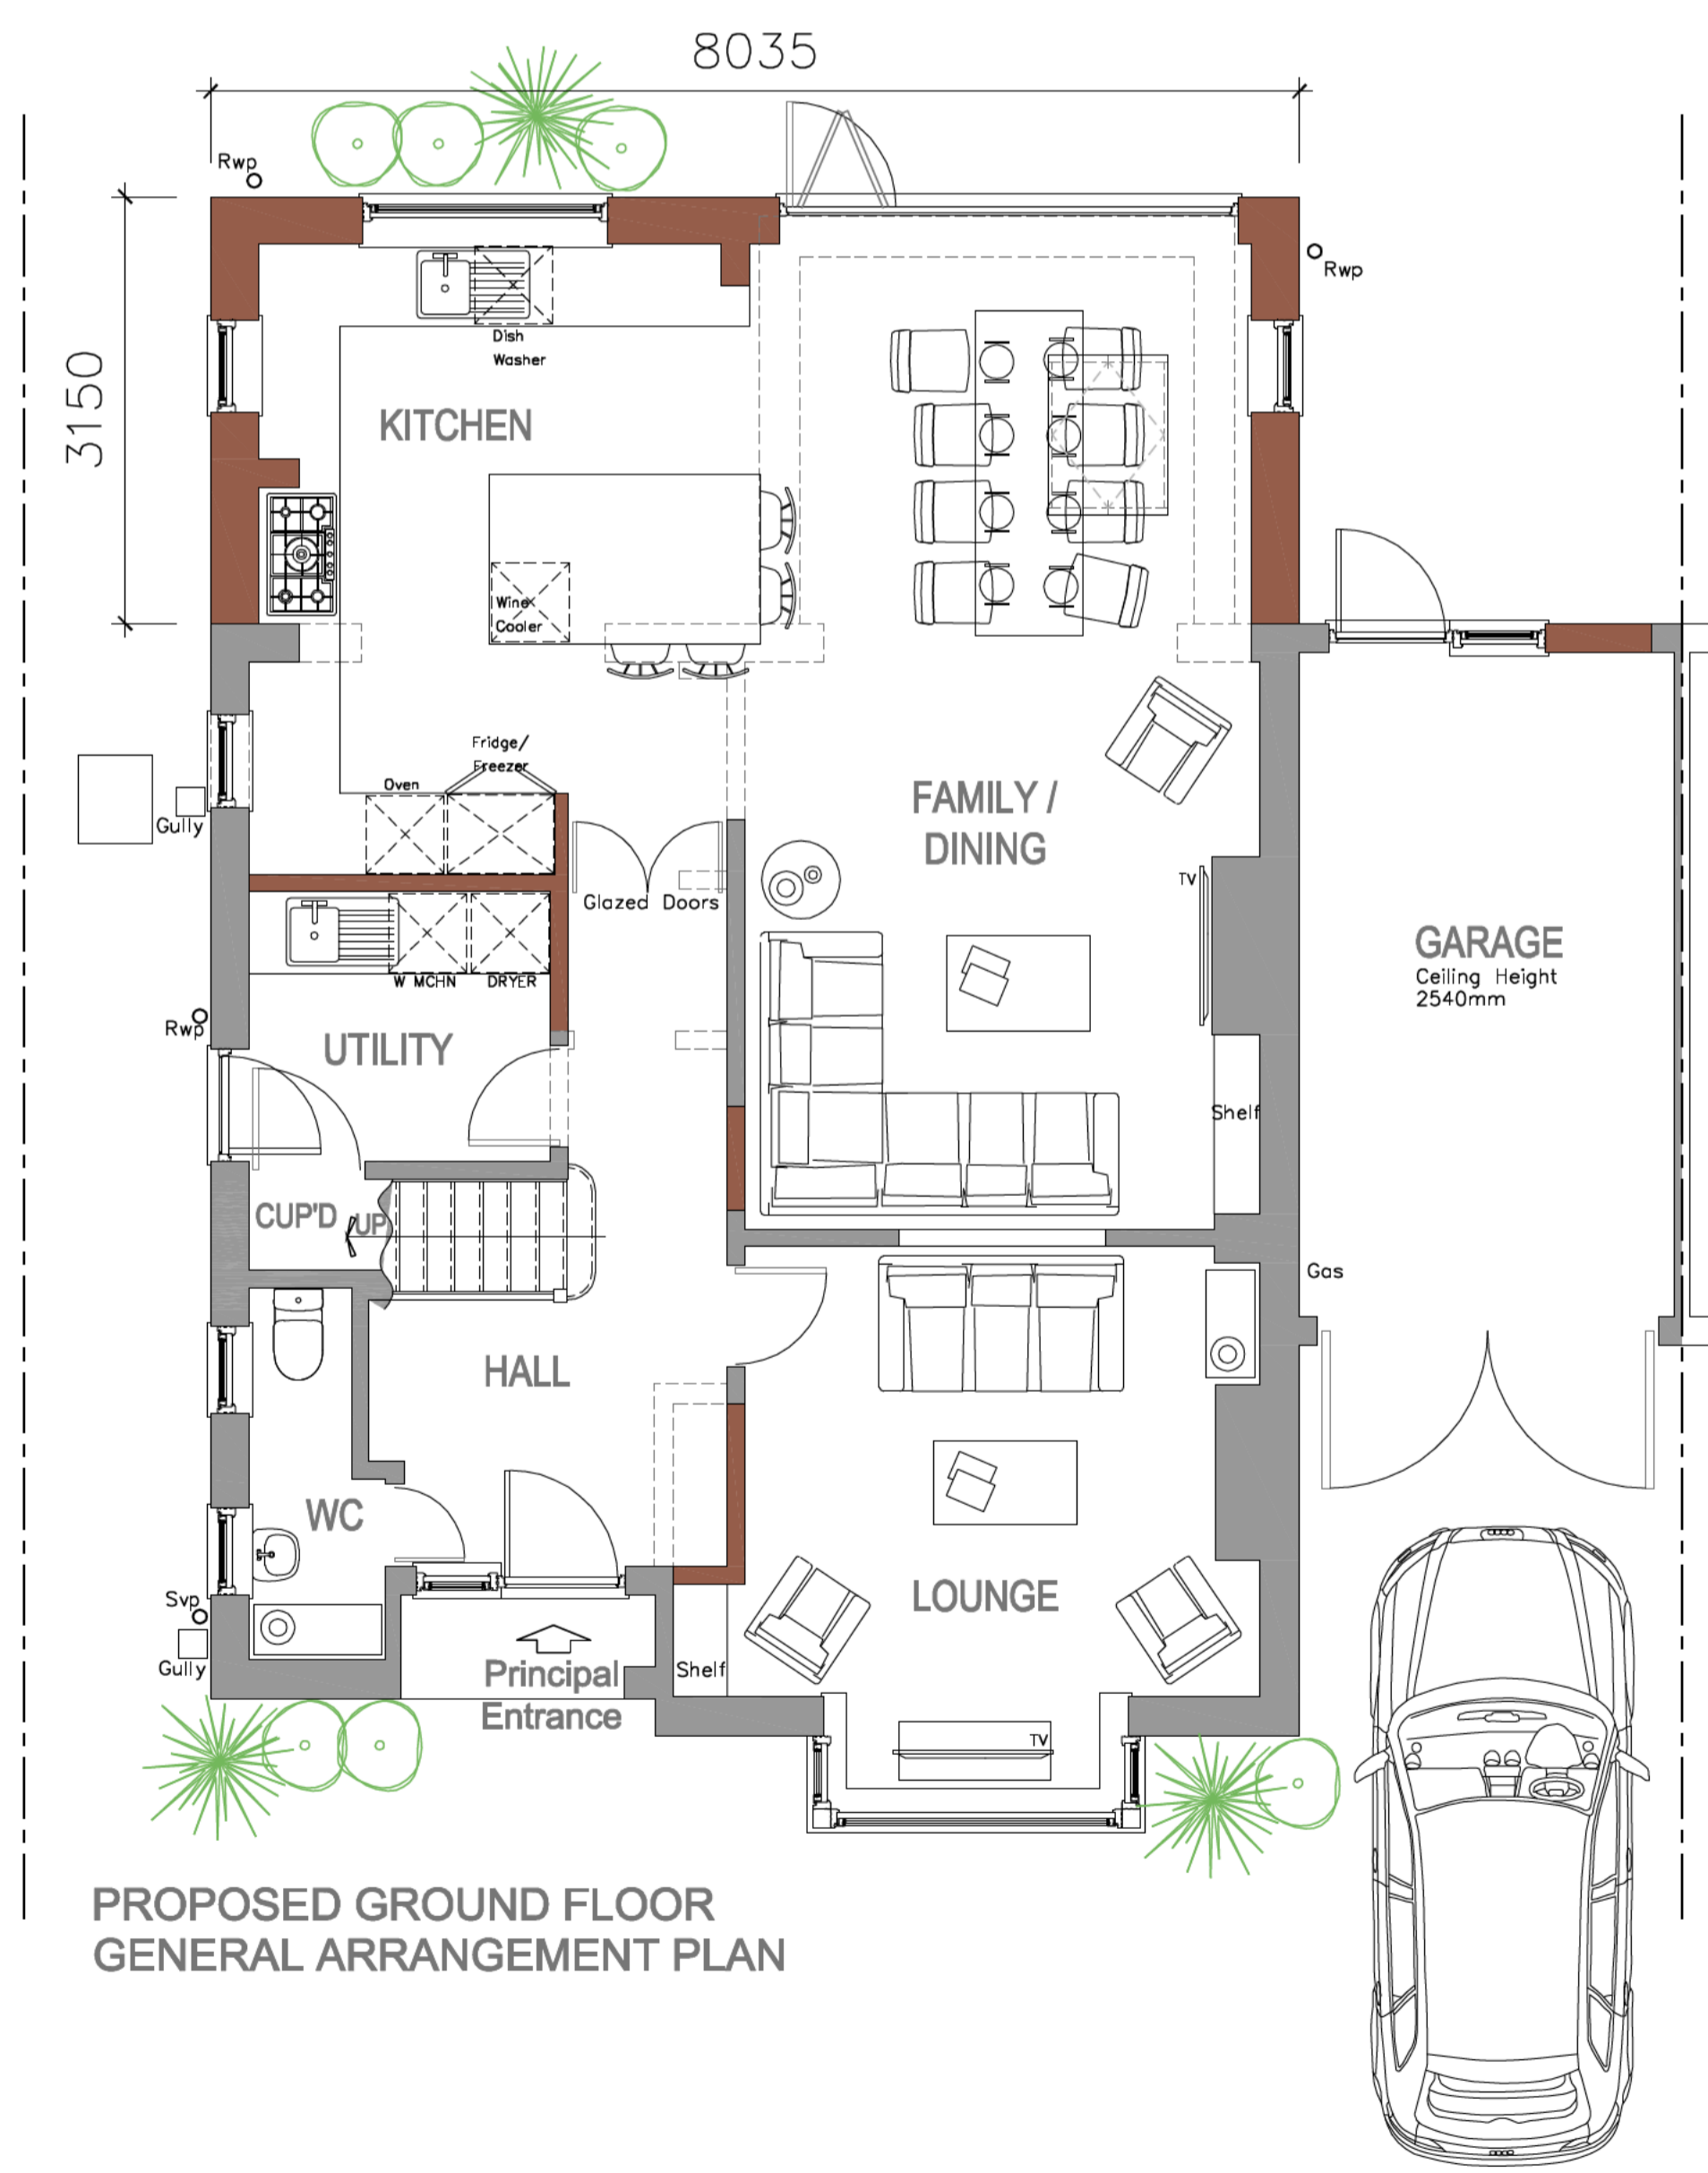 8035
Rwp
Rwp
3150
Dish
Washer
KITCHEN
Wine
Cooler
Fridge/
Freezer
Oven
Gully
FAMILY /
DINING
TV
Glazed Doors
GARAGE
Ceiling Height
2540mm
W MCHN
DRYER
Rwp
UTILITY
Shelf
CUP'D
UP
Gas
HALL
WC
LOUNGE
Svp
Gully
Principal
Entrance
Shelf
TV
PROPOSED GROUND FLOOR
GENERAL ARRANGEMENT PLAN